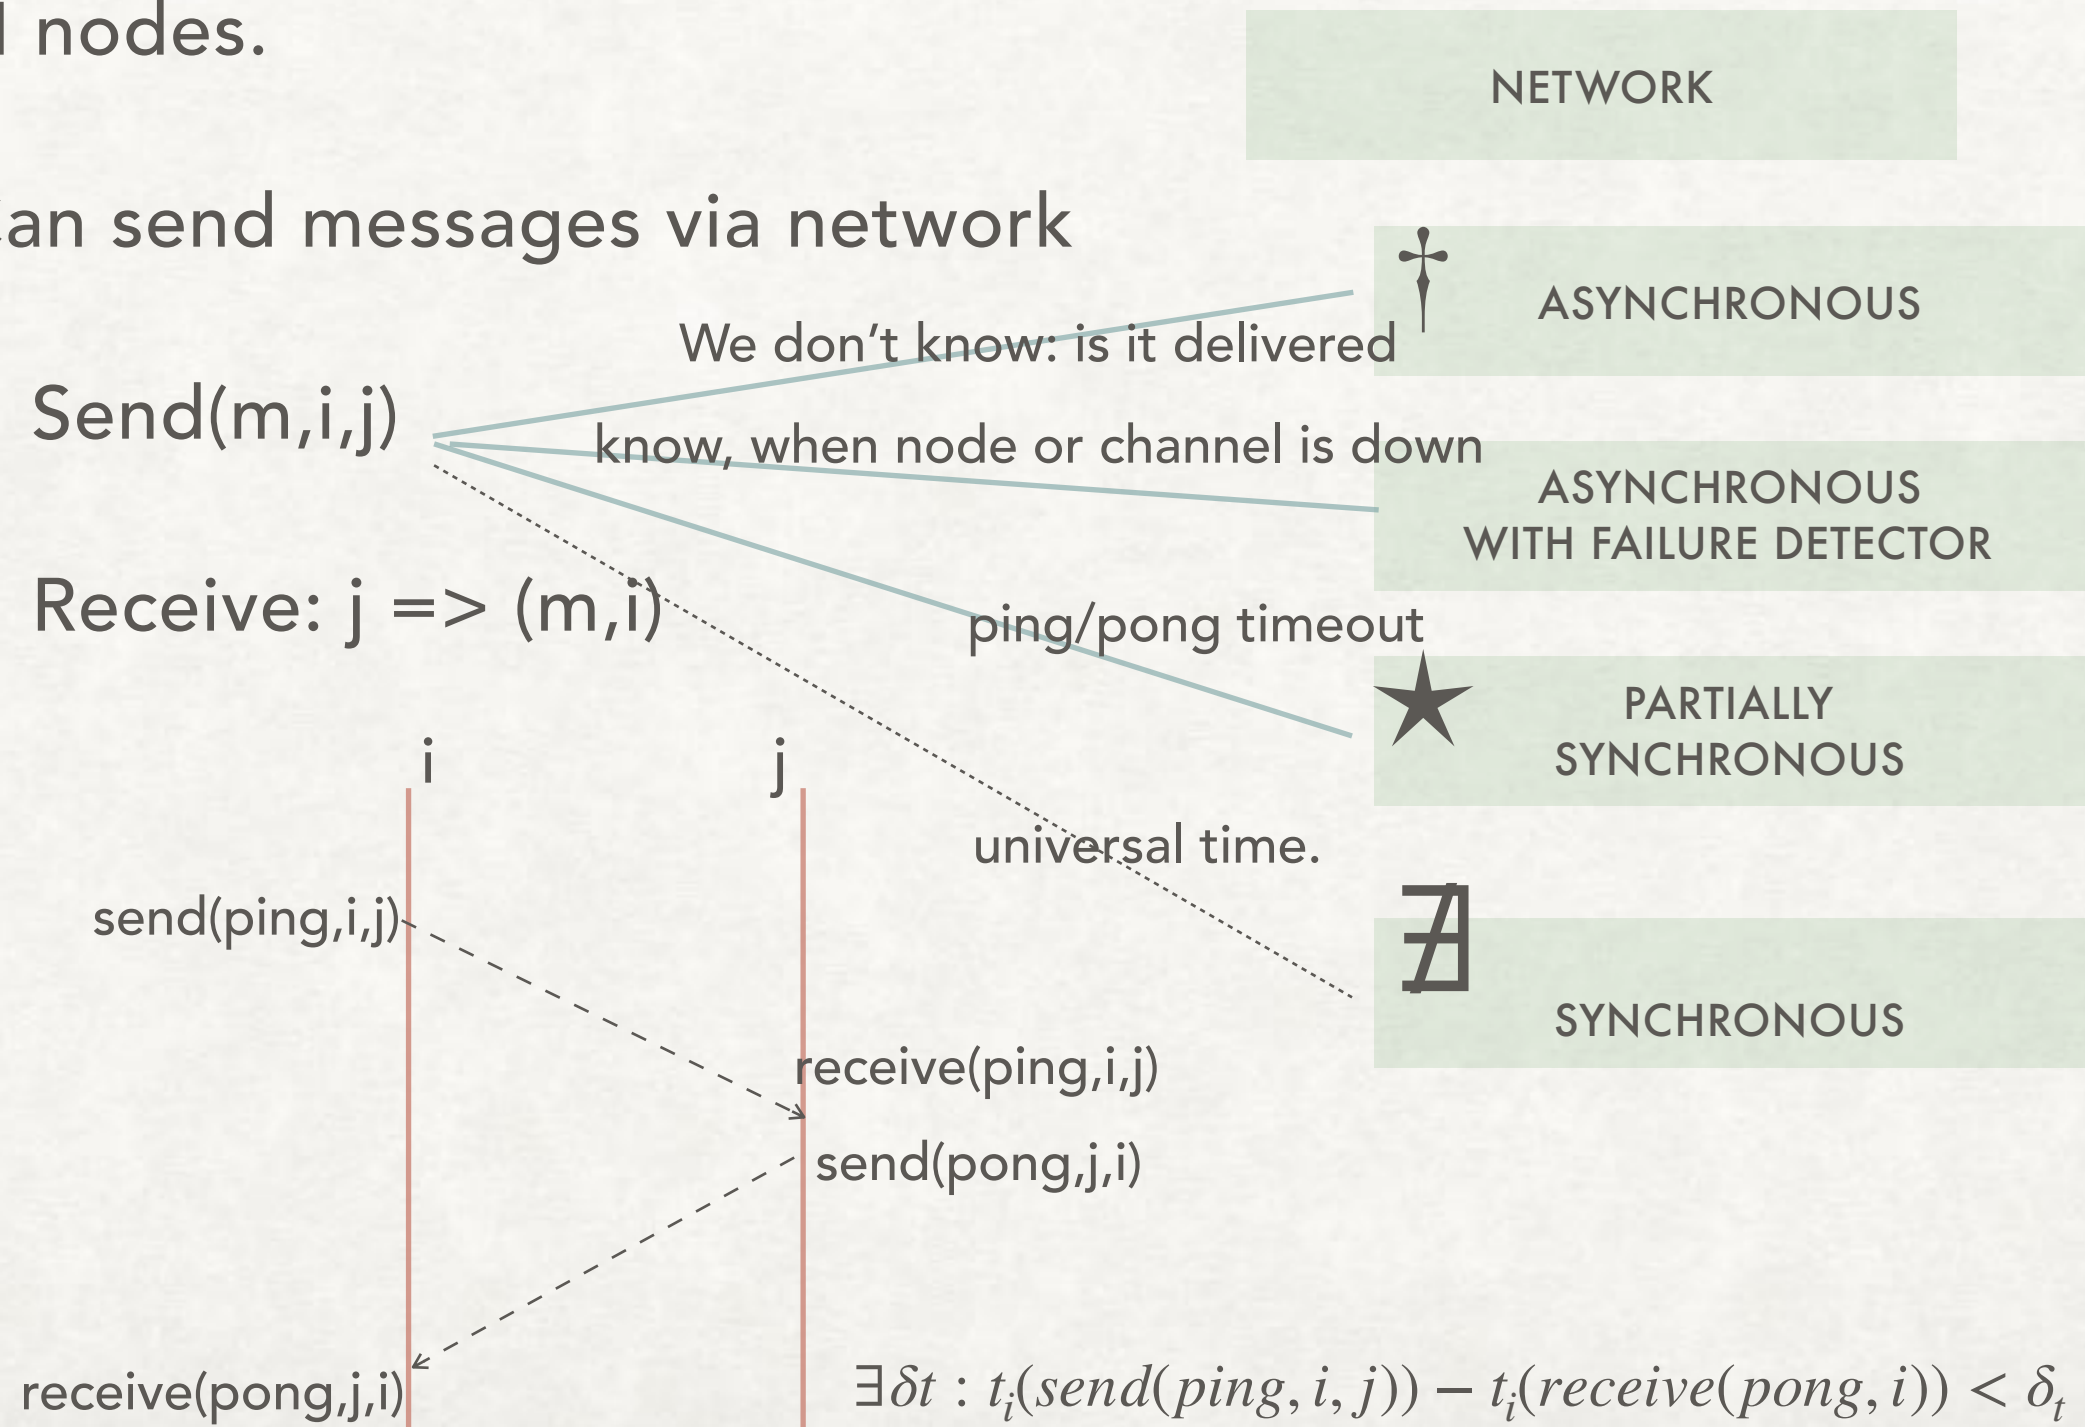 nodes.
NETWORK
an send messages via network
†
ASYNCHRONOUS
We don't know: is it delivered
Send(m,i,j)
know, when node or channel is down
ASYNCHRONOUS
WITH FAILURE DETECTOR
Receive: j => (m,i)
ping/pong timeout
★
PARTIALLY
SYNCHRONOUS
i
j
universal time.
∄
SYNCHRONOUS
send(ping,i,j)
receive(ping,i,j)
send(pong,j,i)
receive(pong,j,i)
∃δt : t_i(send(ping, i, j)) − t_i(receive(pong, i)) < δ_t